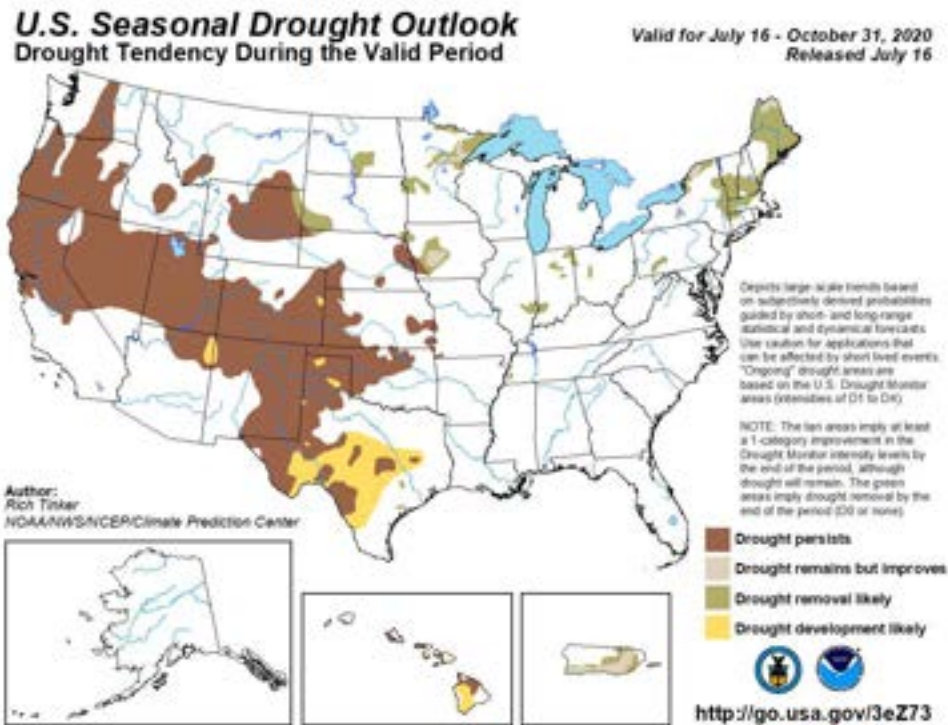 U.S. Seasonal Drought Outlook
Drought Tendency During the Valid Period
Valid for July 16 - October 31, 2020
Released July 16
Depicts large-scale trends based
on subjectively derived probabilities
guided by short- and long-range
statistical and dynamical forecasts.
Use caution for applications that
can be affected by short lived events.
"Ongoing" drought areas are
based on the U.S. Drought Monitor
areas (intensities of D1 to D4).
NOTE: The tan areas imply at least
a 1-category improvement in the
Drought Monitor intensity levels by
the end of the period, although
drought will remain. The green
areas imply drought removal by the
end of the period (D0 or none).
Author:
Rich Tinker
NOAA/NWS/NCEP/Climate Prediction Center
Drought persists
Drought remains but improves
Drought removal likely
Drought development likely
http://go.usa.gov/3eZ73